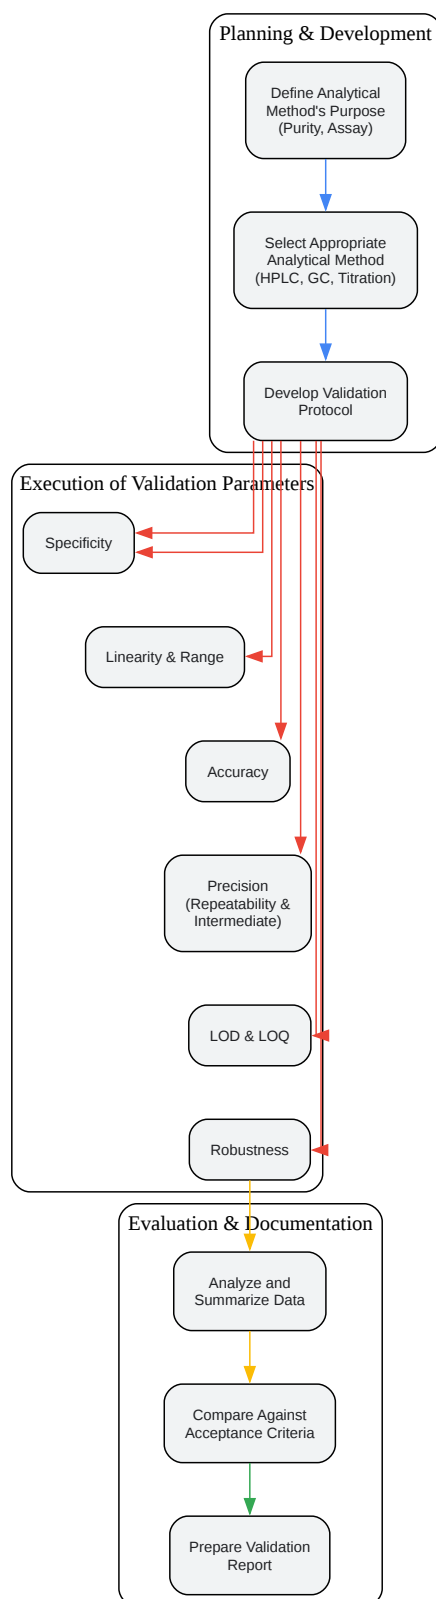 Planning & Development
Define Analytical
Method's Purpose
(Purity, Assay)
Select Appropriate
Analytical Method
(HPLC, GC, Titration)
Develop Validation
Protocol
Execution of Validation Parameters
Specificity
Linearity & Range
Accuracy
Precision
(Repeatability &
Intermediate)
LOD & LOQ
Robustness
Evaluation & Documentation
Analyze and
Summarize Data
Compare Against
Acceptance Criteria
Prepare Validation
Report